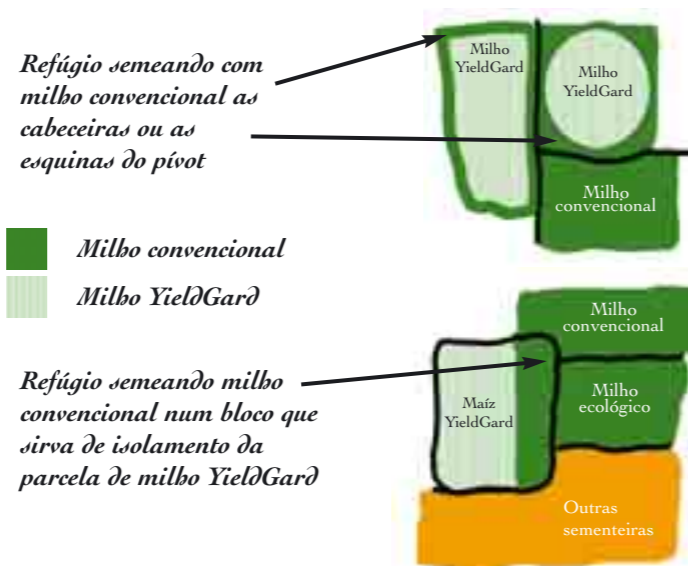 Refúgio semeando com
milho convencional as
cabeceiras ou as
esquinas do pívot
Milho
YieldGard
Milho
YieldGard
Milho
convencional
Milho convencional
Milho YieldGard
Refúgio semeando milho
convencional num bloco que
sirva de isolamento da
parcela de milho YieldGard
Milho
convencional
Maíz
YieldGard
Milho
ecológico
Outras
sementeiras